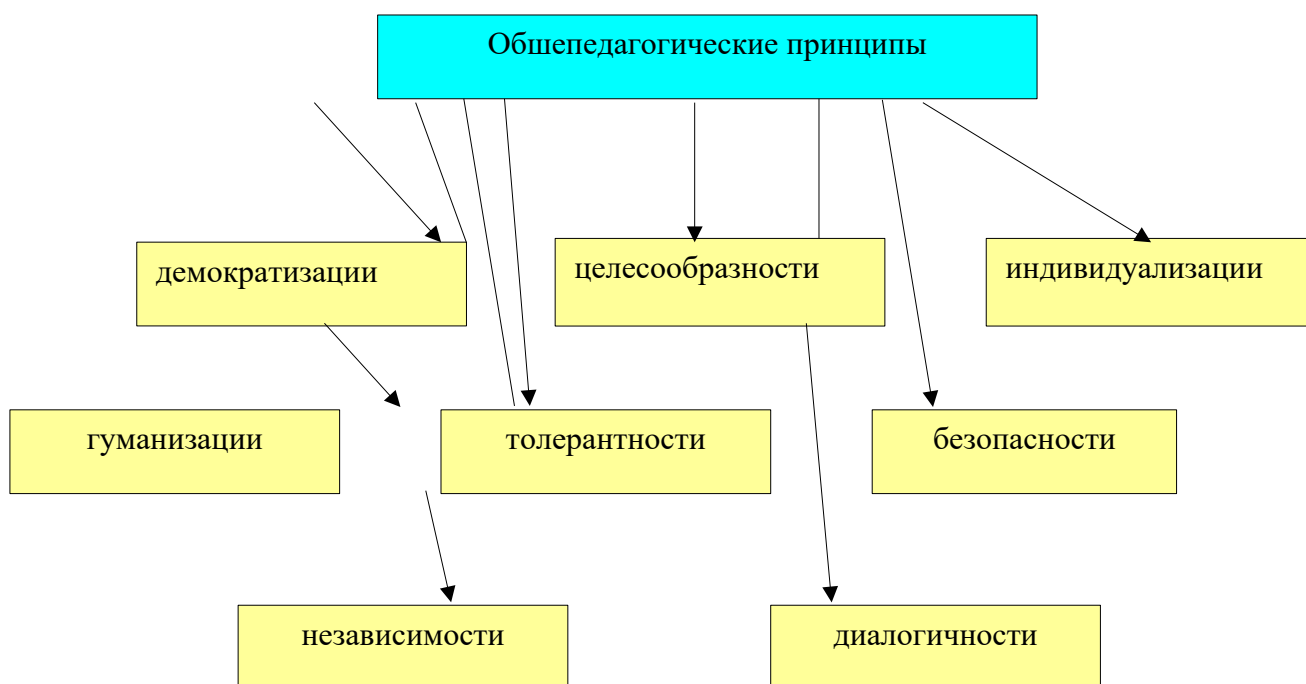 Обшепедагогические принципы
демократизации
целесообразности
индивидуализации
гуманизации
толерантности
безопасности
независимости
диалогичности